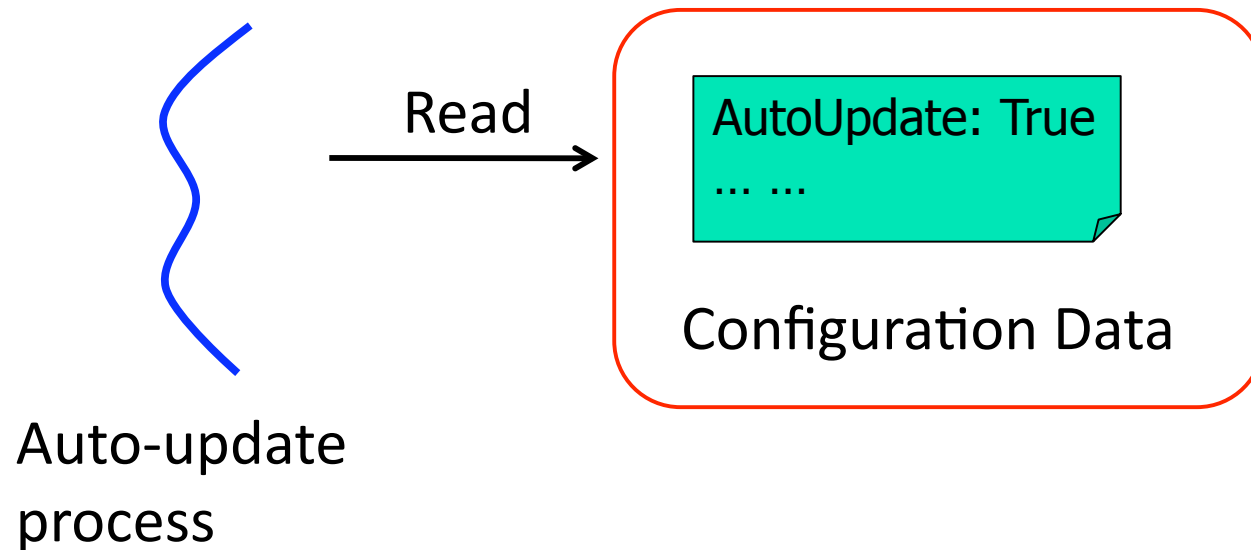 Read
AutoUpdate: True
... ...
Configuration Data
Auto-update
process